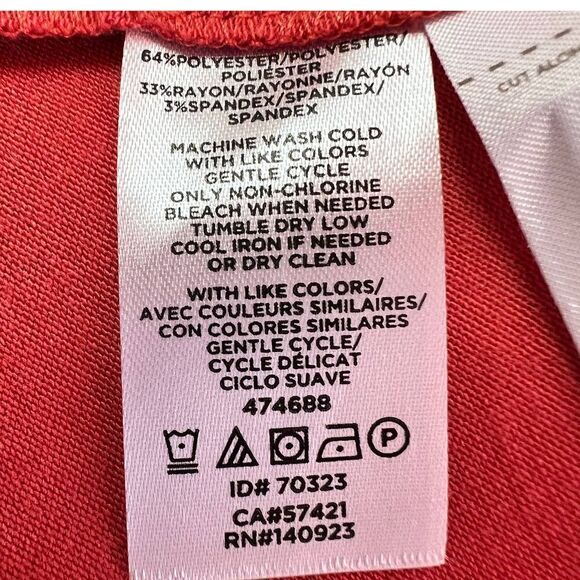 64%POLYESTER/POLYESTER/
POLIÉSTER
33%RAYON/RAYONNE/RAYÓN
3%SPANDEX/SPANDEX/
SPANDEX
MACHINE WASH COLD
WITH LIKE COLORS
GENTLE CYCLE
ONLY NON-CHLORINE
BLEACH WHEN NEEDED
TUMBLE DRY LOW
COOL IRON IF NEEDED
OR DRY CLEAN
WITH LIKE COLORS/
AVEC COULEURS SIMILAIRES/
CON COLORES SIMILARES
GENTLE CYCLE/
CYCLE DÉLICAT
CICLO SUAVE
474688
P
ID# 70323
CA#57421
RN#140923
CUT ALON